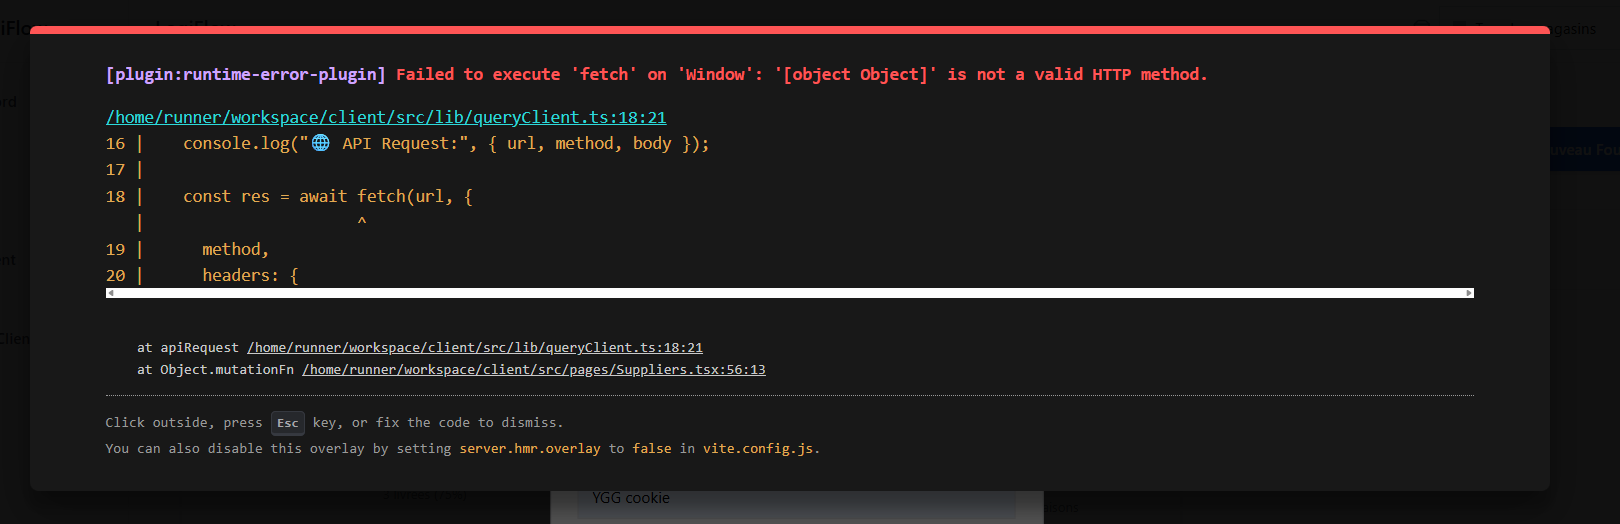 [plugin:runtime-error-plugin] Failed to execute 'fetch' on 'Window': '[object Object]' is not a valid HTTP method.
/home/runner/workspace/client/src/lib/queryClient.ts:18:21
16 |    console.log("🌐 API Request:", { url, method, body });
17 |
18 |    const res = await fetch(url, {
   |                      ^
19 |      method,
20 |      headers: {
at apiRequest /home/runner/workspace/client/src/lib/queryClient.ts:18:21
at Object.mutationFn /home/runner/workspace/client/src/pages/Suppliers.tsx:56:13
Click outside, press Esc key, or fix the code to dismiss.
You can also disable this overlay by setting server.hmr.overlay to false in vite.config.js.
YGG cookie